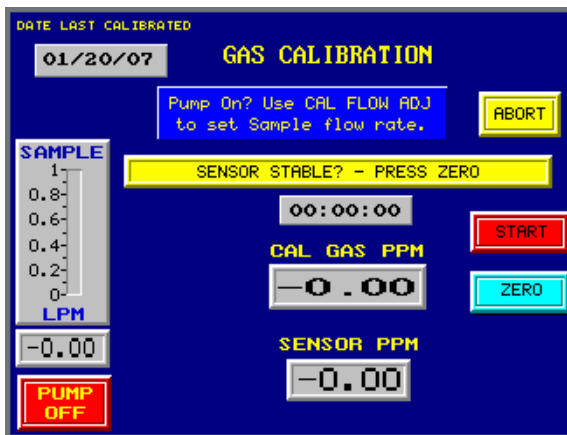 DATE LAST CALIBRATED
01/20/07
GAS CALIBRATION
Pump On? Use CAL FLOW ADJ
to set Sample flow rate.
ABORT
SENSOR STABLE? - PRESS ZERO
00:00:00
START
SAMPLE
1
0.8
0.6
0.4
0.2
0
LPM
-0.00
PUMP
OFF
CAL GAS PPM
-0.00
ZERO
SENSOR PPM
-0.00